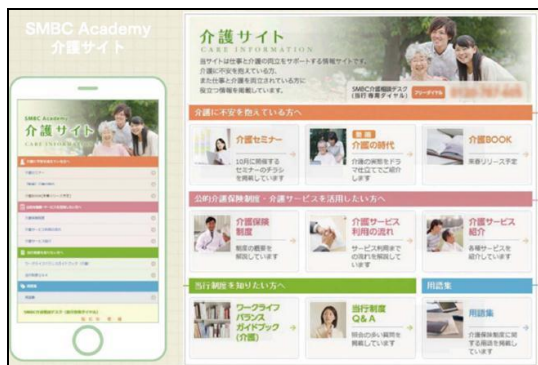 SMBC Academy
介護サイト
SMBC Academy
介護サイト
CARE INFORMATION
介護サイト
CARE INFORMATION
当サイトは仕事と介護の両立をサポートする情報サイトです。
介護に不安を抱えている方、
また仕事と介護を両立されている方に
役立つ情報を掲載しています。
SMBC介護相談デスク
(当行専用ダイヤル)
フリーダイヤル
介護に不安を抱えている方へ
介護セミナー
10月に開催する
セミナーのチラシ
を掲載しています
動画
介護の時代
介護の実態をドラ
マ仕立てでご紹介
します
介護BOOK
来春リリース予定
公的介護保険制度・介護サービスを活用したい方へ
介護保険
制度
制度の概要を
解説しています
介護サービス
利用の流れ
サービス利用まで
の流れを解説して
います
介護サービス
紹介
各種サービスを
紹介しています
当行制度を知りたい方へ
用語集
ワークライフ
バランス
ガイドブック
(介護)
当行制度
Q&A
照会の多い質問を
掲載しています
用語集
介護保険制度に関
する用語を掲載し
ています